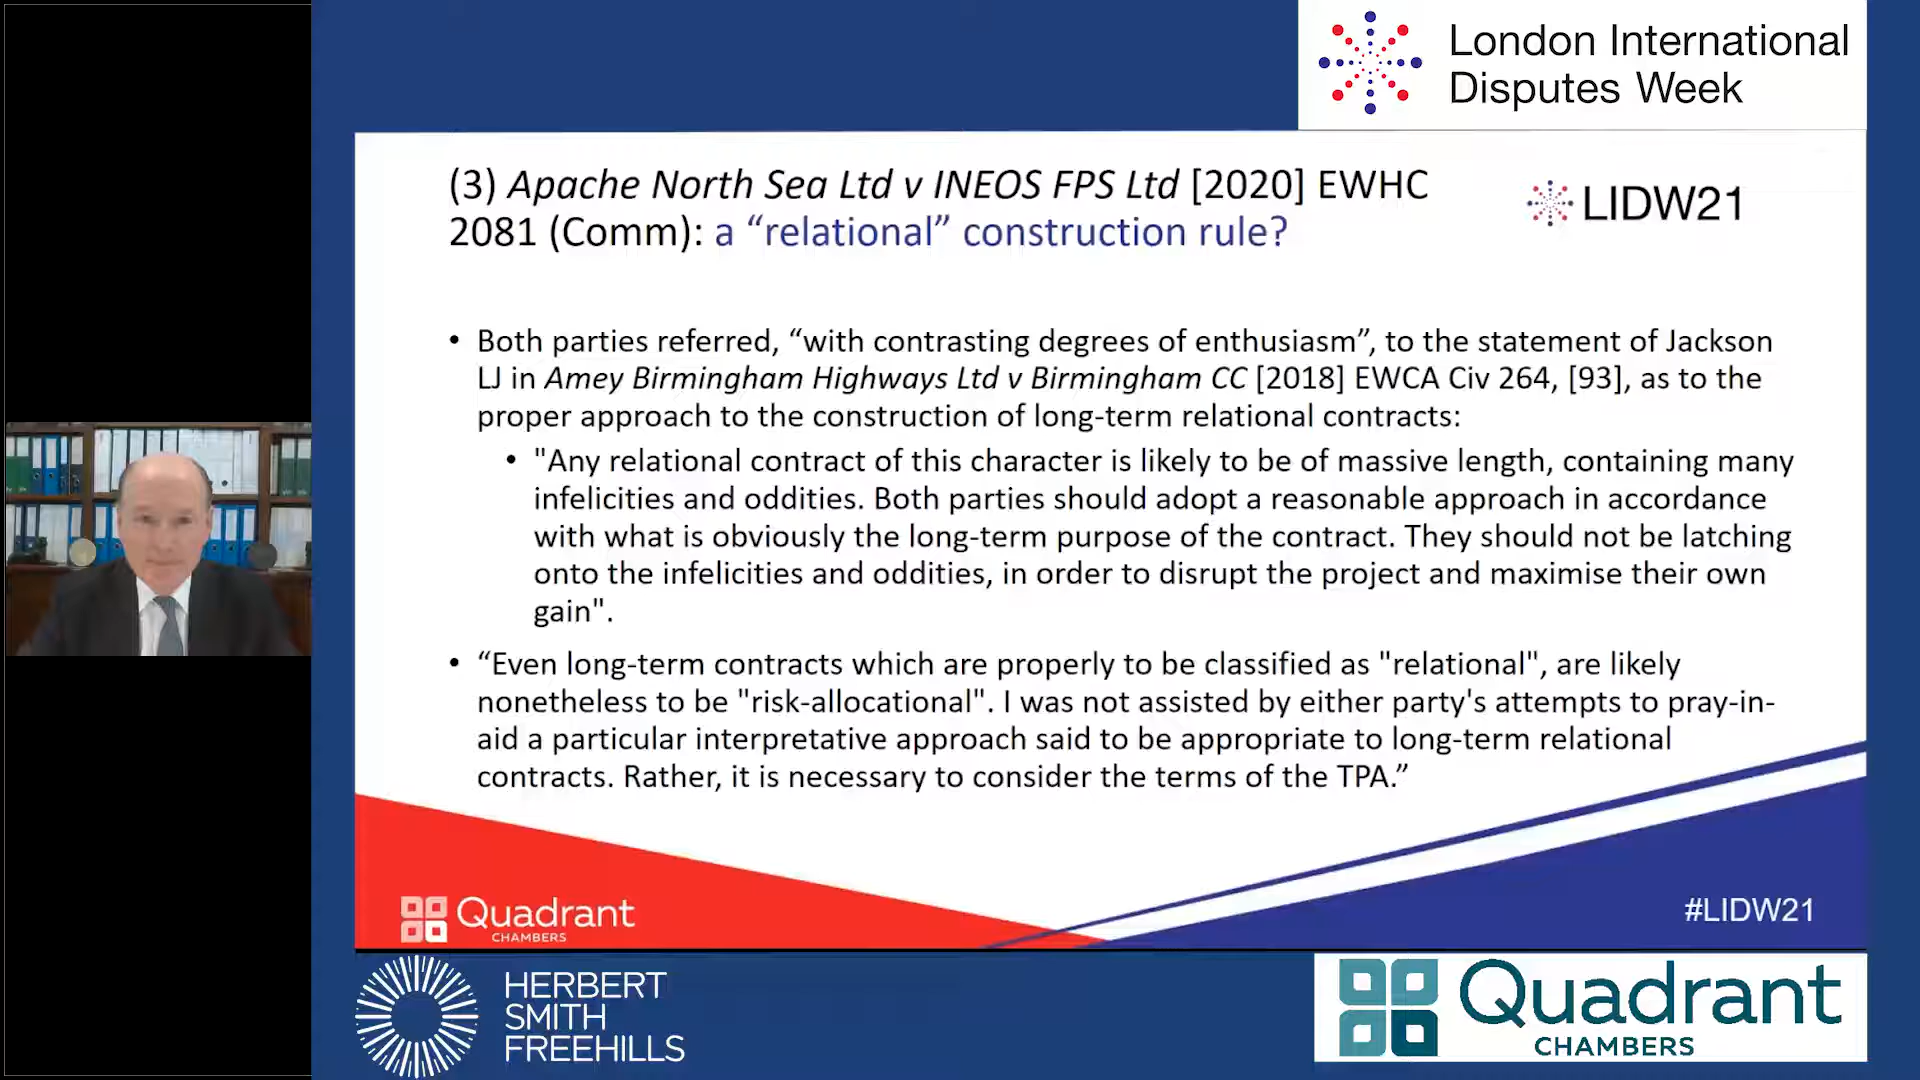 London International
Disputes Week
(3) Apache North Sea Ltd v INEOS FPS Ltd [2020] EWHC
2081 (Comm): a “relational” construction rule?
LIDW21
• Both parties referred, “with contrasting degrees of enthusiasm”, to the statement of Jackson
LJ in Amey Birmingham Highways Ltd v Birmingham CC [2018] EWCA Civ 264, [93], as to the
proper approach to the construction of long-term relational contracts:
• "Any relational contract of this character is likely to be of massive length, containing many
infelicities and oddities. Both parties should adopt a reasonable approach in accordance
with what is obviously the long-term purpose of the contract. They should not be latching
onto the infelicities and oddities, in order to disrupt the project and maximise their own
gain".
• “Even long-term contracts which are properly to be classified as "relational", are likely
nonetheless to be "risk-allocational". I was not assisted by either party's attempts to pray-in-
aid a particular interpretative approach said to be appropriate to long-term relational
contracts. Rather, it is necessary to consider the terms of the TPA.”
Quadrant
CHAMBERS
#LIDW21
HERBERT
SMITH
FREEHILLS
Quadrant
CHAMBERS